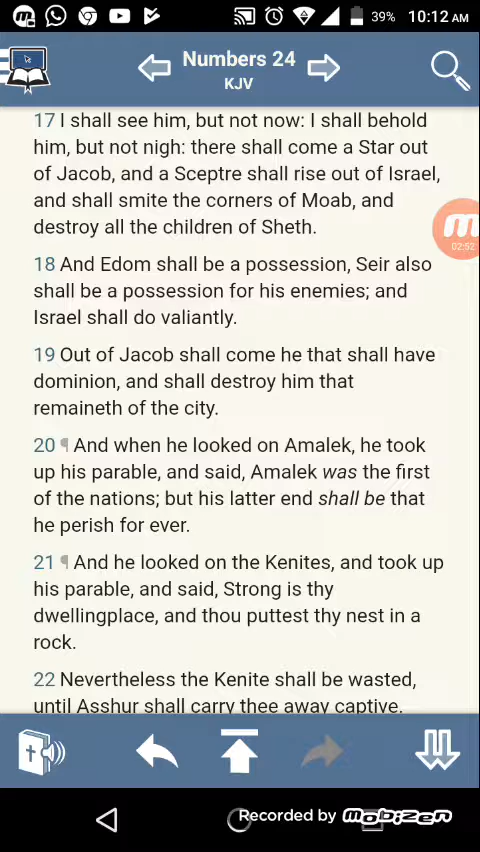 39% 10:12 AM
Numbers 24
KJV
17 I shall see him, but not now: I shall behold
him, but not nigh: there shall come a Star out
of Jacob, and a Sceptre shall rise out of Israel,
and shall smite the corners of Moab, and
destroy all the children of Sheth.
02:52
18 And Edom shall be a possession, Seir also
shall be a possession for his enemies; and
Israel shall do valiantly.
19 Out of Jacob shall come he that shall have
dominion, and shall destroy him that
remaineth of the city.
20 ¶ And when he looked on Amalek, he took
up his parable, and said, Amalek was the first
of the nations; but his latter end shall be that
he perish for ever.
21 ¶ And he looked on the Kenites, and took up
his parable, and said, Strong is thy
dwellingplace, and thou puttest thy nest in a
rock.
22 Nevertheless the Kenite shall be wasted,
until Asshur shall carry thee away captive.
Recorded by Mobizen